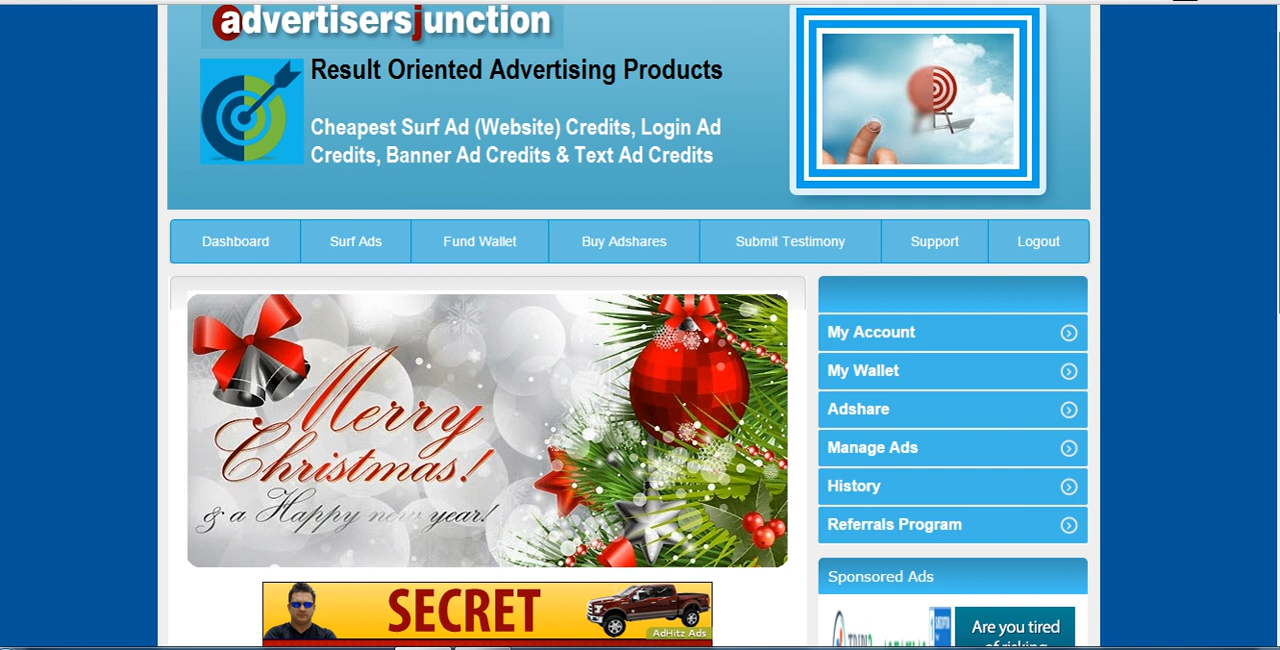 advertisersjunction
Result Oriented Advertising Products
Cheapest Surf Ad (Website) Credits, Login Ad
Credits, Banner Ad Credits & Text Ad Credits
Dashboard
Surf Ads
Fund Wallet
Buy Adshares
Submit Testimony
Support
Logout
Merry
Christmas!
& a Happy new year!
My Account
My Wallet
Adshare
Manage Ads
History
Referrals Program
Sponsored Ads
SECRET
AdHitz Ads
Are you tired
of risking